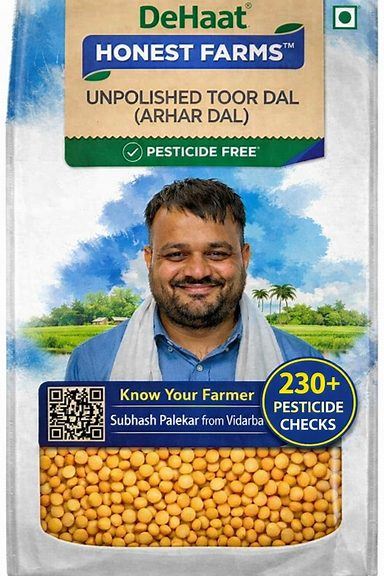 DeHaat®
HONEST FARMS™
UNPOLISHED TOOR DAL
(ARHAR DAL)
PESTICIDE FREE*
Know Your Farmer
Subhash Palekar from Vidarba
230+
PESTICIDE
CHECKS